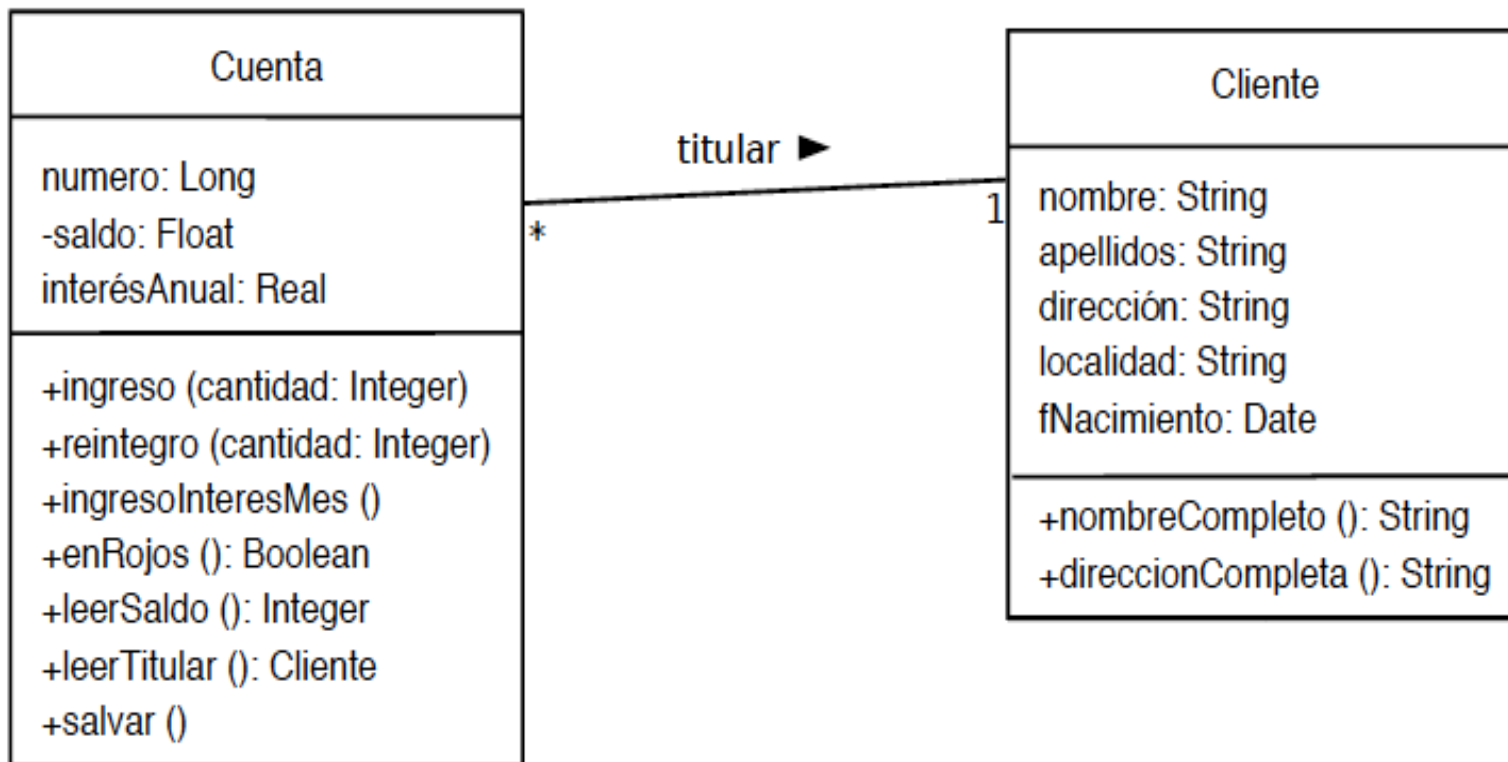 Cuenta
numero: Long
-saldo: Float
interésAnual: Real
+ingreso (cantidad: Integer)
+reintegro (cantidad: Integer)
+ingresoInteresMes ()
+enRojos (): Boolean
+leerSaldo (): Integer
+leerTitular (): Cliente
+salvar ()
titular ►
*
1
Cliente
nombre: String
apellidos: String
dirección: String
localidad: String
fNacimiento: Date
+nombreCompleto (): String
+direccionCompleta (): String